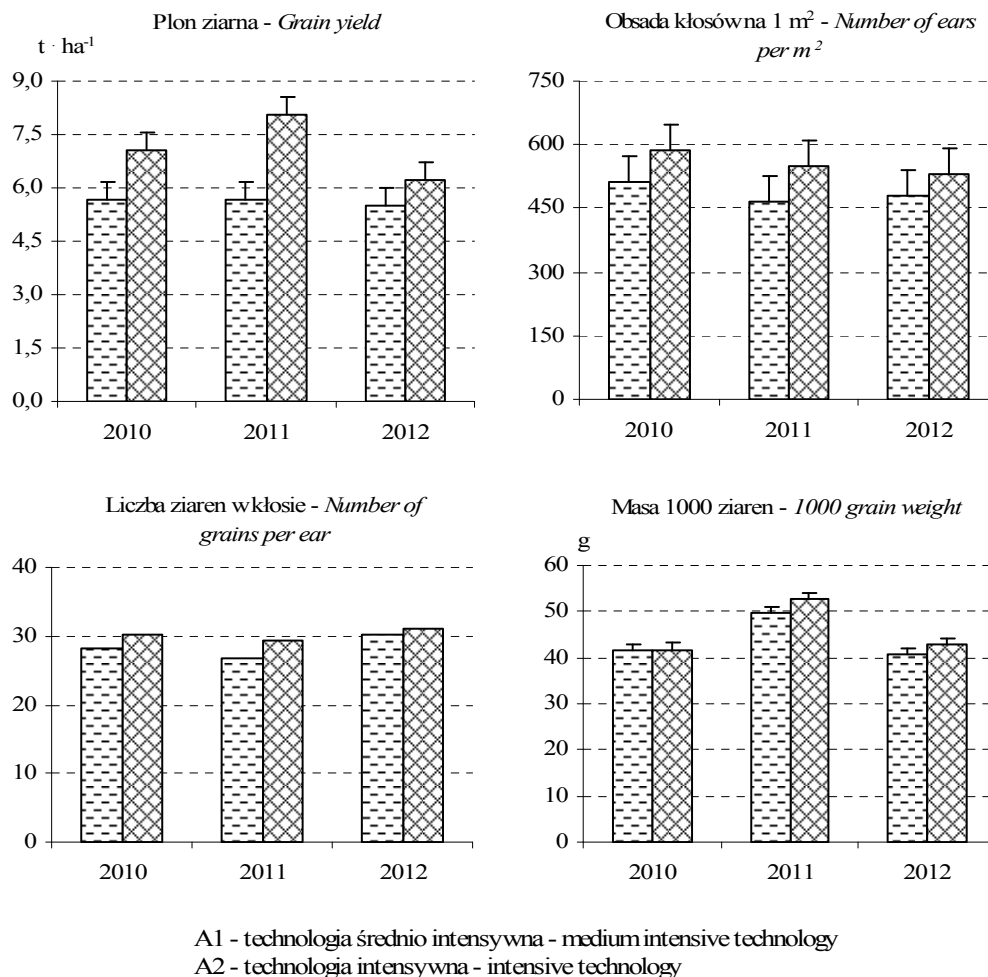 Plon ziarna - Grain yield
t · ha-1
9,0
7,5
6,0
4,5
3,0
1,5
0,0
2010 2011 2012
Obsada kłosówna 1 m2 - Number of ears
per m2
750
600
450
300
150
0
2010 2011 2012
Liczba ziaren wkłosie - Number of
grains per ear
40
30
20
10
0
2010 2011 2012
Masa 1000 ziaren - 1000 grain weight
g
60
50
40
30
20
10
0
2010 2011 2012
A1 - technologia średnio intensywna - medium intensive technology
A2 - technologia intensywna - intensive technology